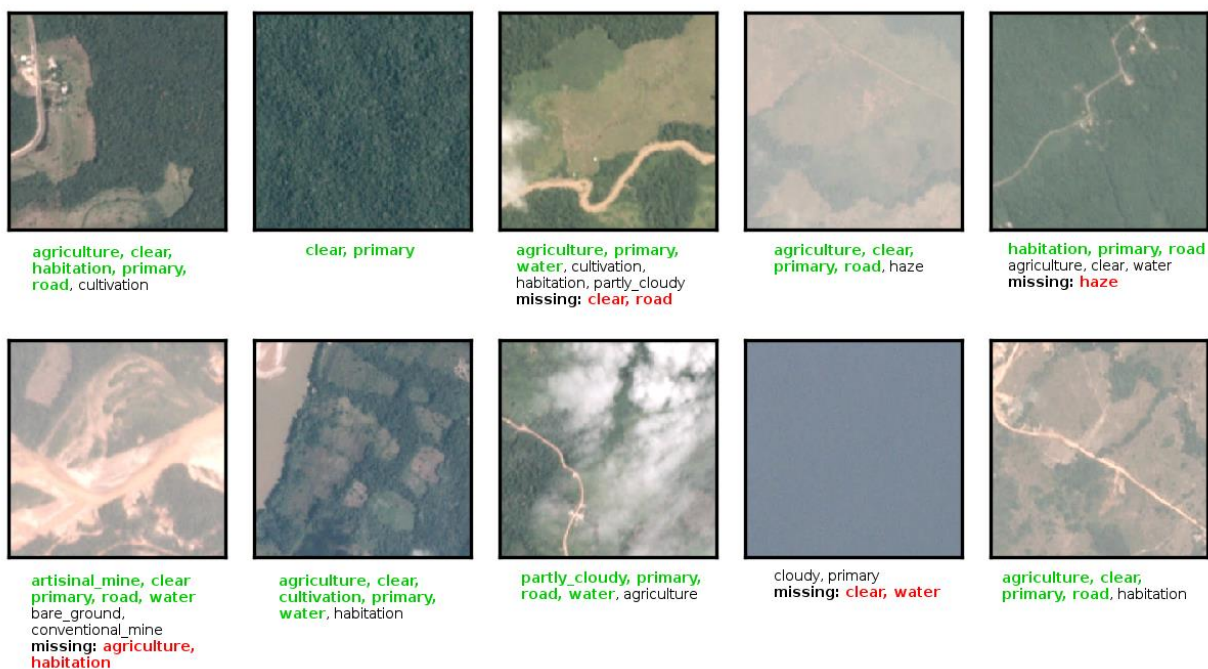 agriculture, clear,
habitation, primary,
road, cultivation
clear, primary
agriculture, primary,
water, cultivation,
habitation, partly_cloudy
missing: clear, road
agriculture, clear,
primary, road, haze
habitation, primary, road
agriculture, clear, water
missing: haze
artisinal_mine, clear
primary, road, water
bare_ground,
conventional_mine
missing: agriculture,
habitation
agriculture, clear,
cultivation, primary,
water, habitation
partly_cloudy, primary,
road, water, agriculture
cloudy, primary
missing: clear, water
agriculture, clear,
primary, road, habitation